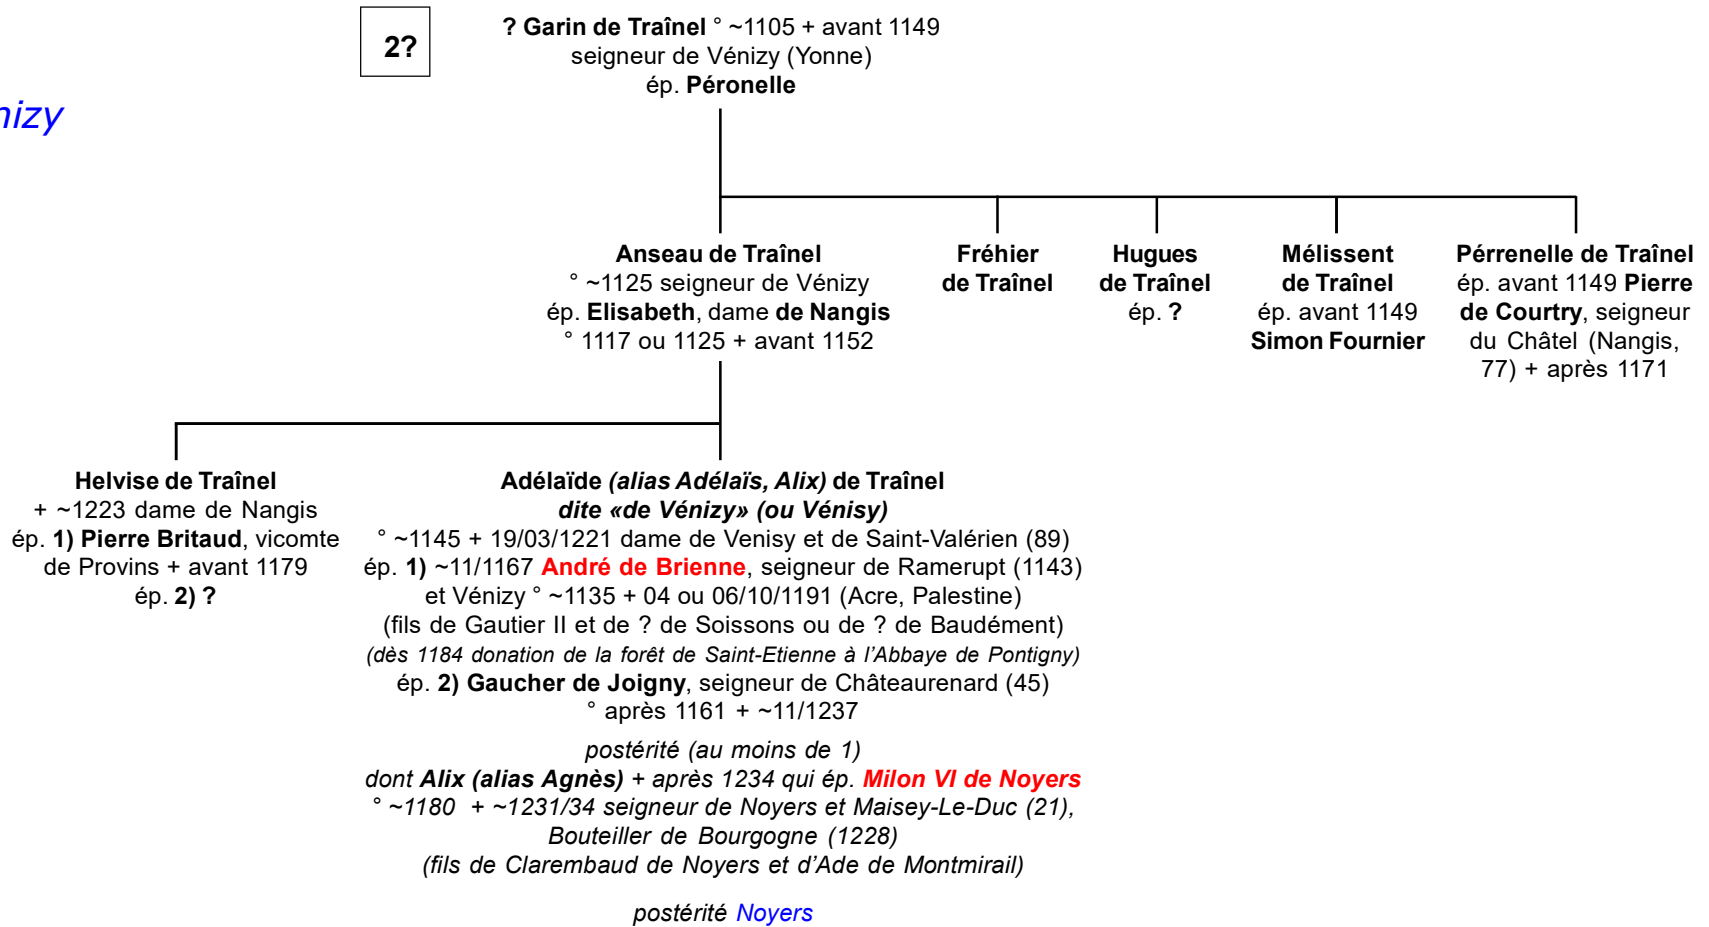 2?
? Garin de Traînel ° ~1105 + avant 1149
seigneur de Vénizy (Yonne)
ép. Péronelle
nizy
Anseau de Traînel
° ~1125 seigneur de Vénizy
ép. Elisabeth, dame de Nangis
° 1117 ou 1125 + avant 1152
Fréhier
de Traînel
Hugues
de Traînel
ép. ?
Mélissent
de Traînel
ép. avant 1149
Simon Fournier
Pérrenelle de Traînel
ép. avant 1149 Pierre
de Courtry, seigneur
du Châtel (Nangis,
77) + après 1171
Helvise de Traînel
+ ~1223 dame de Nangis
ép. 1) Pierre Britaud, vicomte
de Provins + avant 1179
ép. 2) ?
Adélaïde (alias Adélaïs, Alix) de Traînel
dite «de Vénizy» (ou Vénisy)
° ~1145 + 19/03/1221 dame de Venisy et de Saint-Valérien (89)
ép. 1) ~11/1167 André de Brienne, seigneur de Ramerupt (1143)
et Vénizy ° ~1135 + 04 ou 06/10/1191 (Acre, Palestine)
(fils de Gautier II et de ? de Soissons ou de ? de Baudément)
(dès 1184 donation de la forêt de Saint-Etienne à l'Abbaye de Pontigny)
ép. 2) Gaucher de Joigny, seigneur de Châteaurenard (45)
° après 1161 + ~11/1237
postérité (au moins de 1)
dont Alix (alias Agnès) + après 1234 qui ép. Milon VI de Noyers
° ~1180 + ~1231/34 seigneur de Noyers et Maisey-Le-Duc (21),
Bouteiller de Bourgogne (1228)
(fils de Clarembaud de Noyers et d'Ade de Montmirail)
postérité Noyers